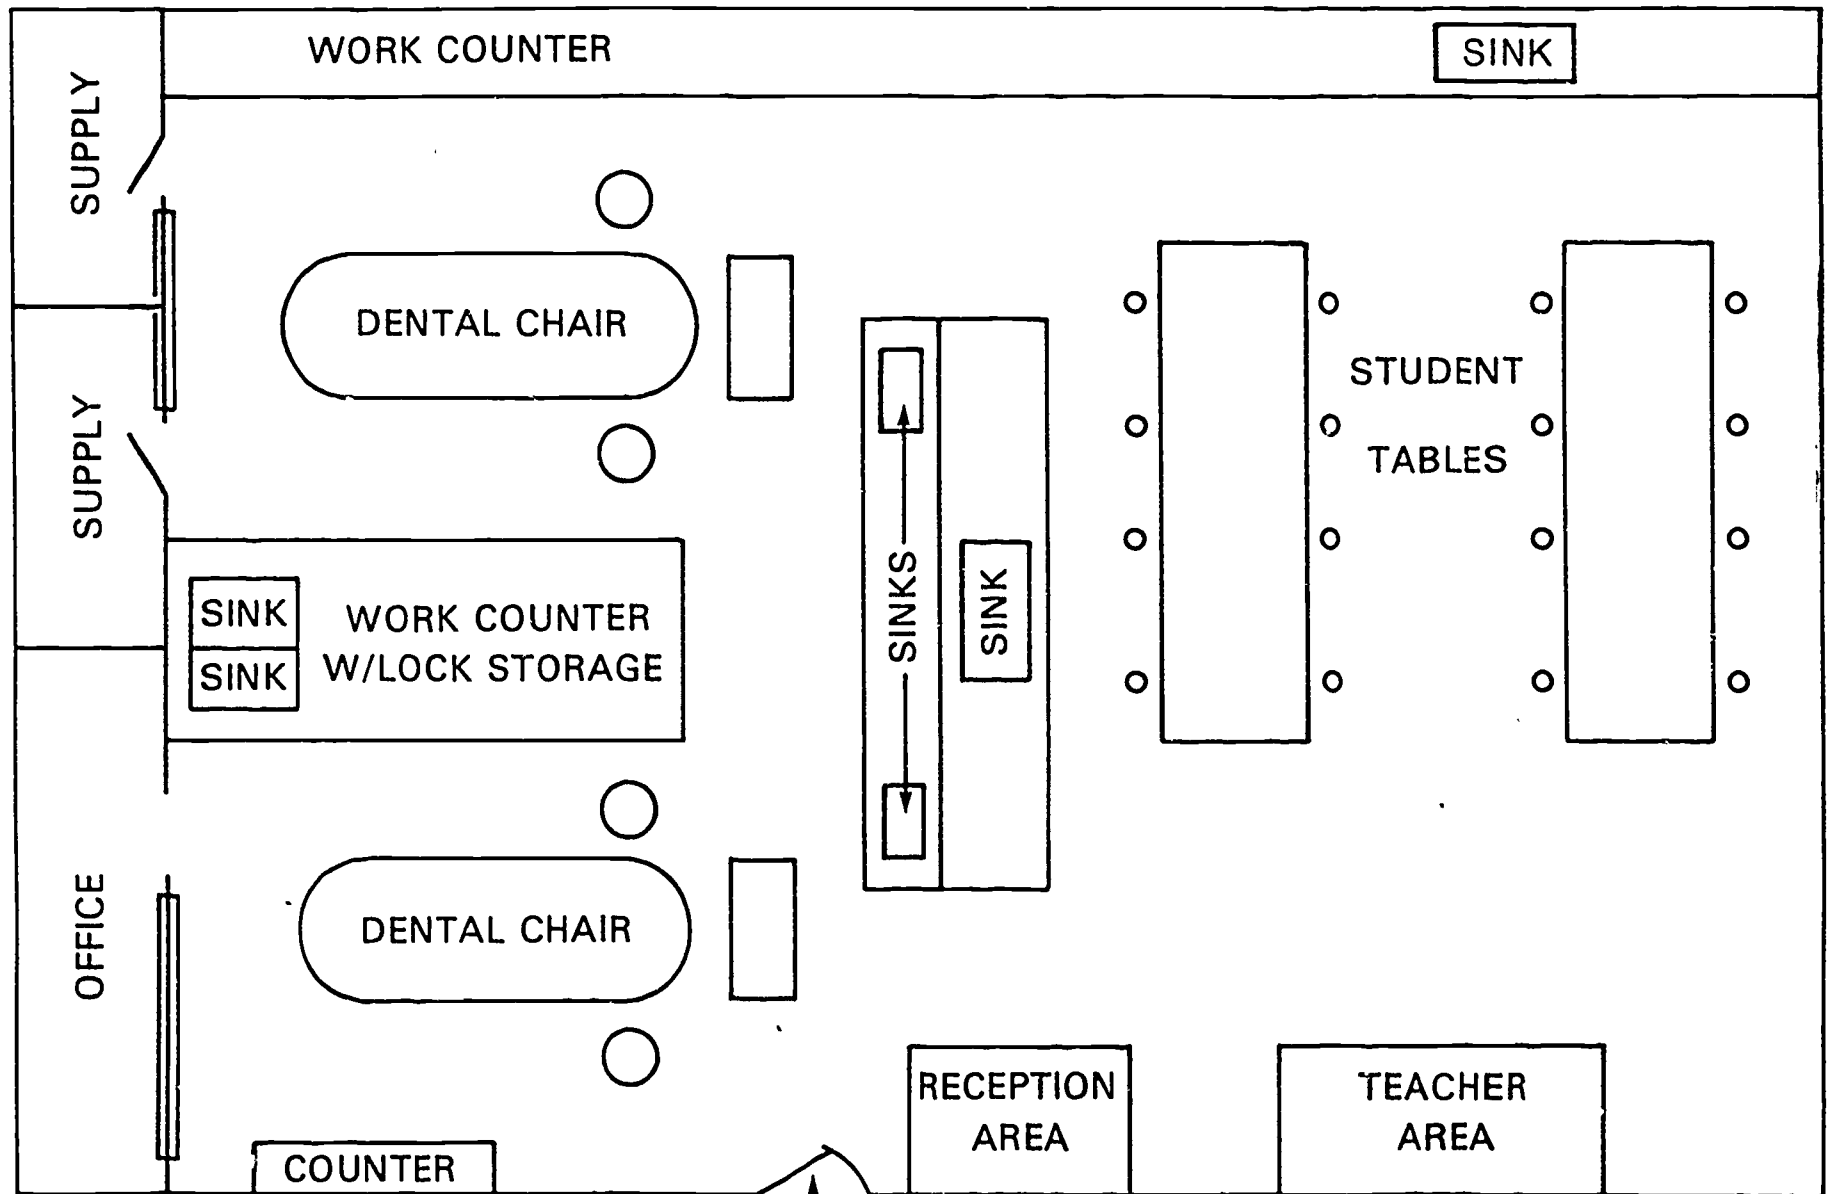 WORK COUNTER
SINK
SUPPLY
DENTAL CHAIR
STUDENT
TABLES
SUPPLY
SINKS
SINK
SINK
SINK
WORK COUNTER
W/LOCK STORAGE
OFFICE
DENTAL CHAIR
RECEPTION
AREA
TEACHER
AREA
COUNTER